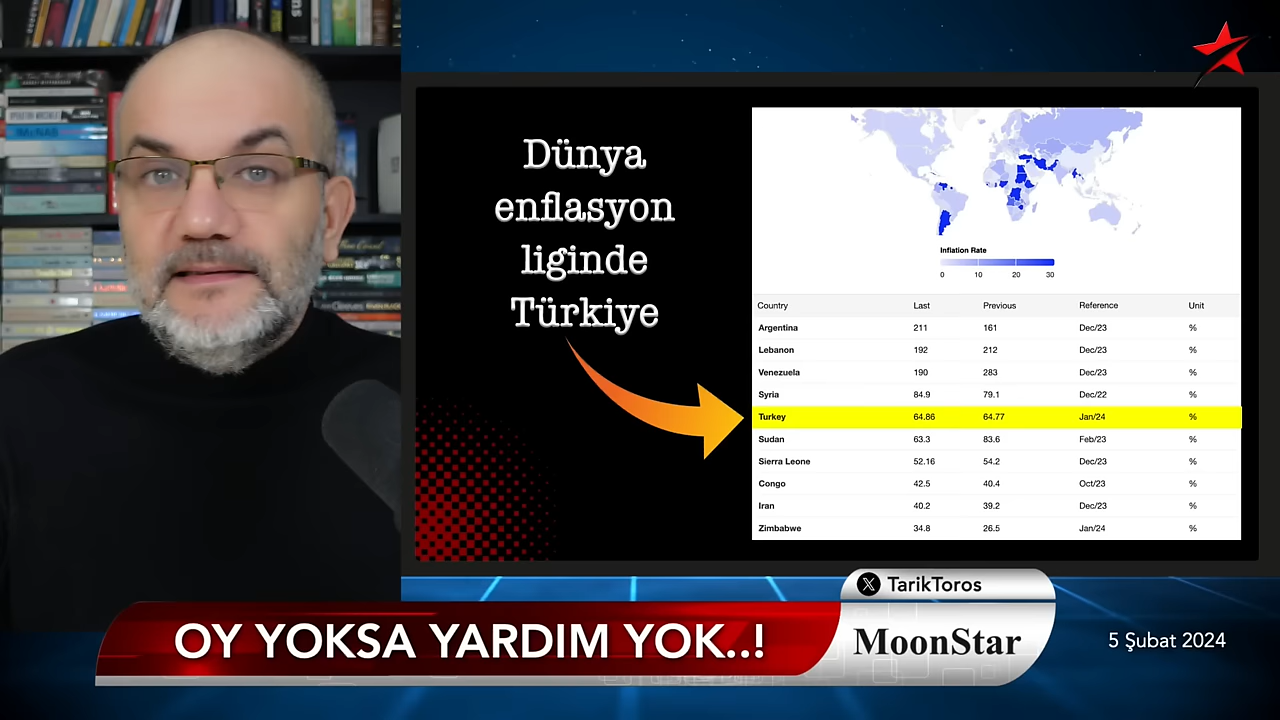 Dünya
enflasyon
liginde
Türkiye
Inflation Rate
0 10 20 30
Country Last Previous Reference Unit
Argentina 211 161 Dec/23 %
Lebanon 192 212 Dec/23 %
Venezuela 190 283 Dec/23 %
Syria 84.9 79.1 Dec/22 %
Turkey 64.86 64.77 Jan/24 %
Sudan 63.3 83.6 Feb/23 %
Sierra Leone 52.16 54.2 Dec/23 %
Congo 42.5 40.4 Oct/23 %
Iran 40.2 39.2 Dec/23 %
Zimbabwe 34.8 26.5 Jan/24 %
X TarikToros
OY YOKSA YARDIM YOK..!
MoonStar
5 Şubat 2024